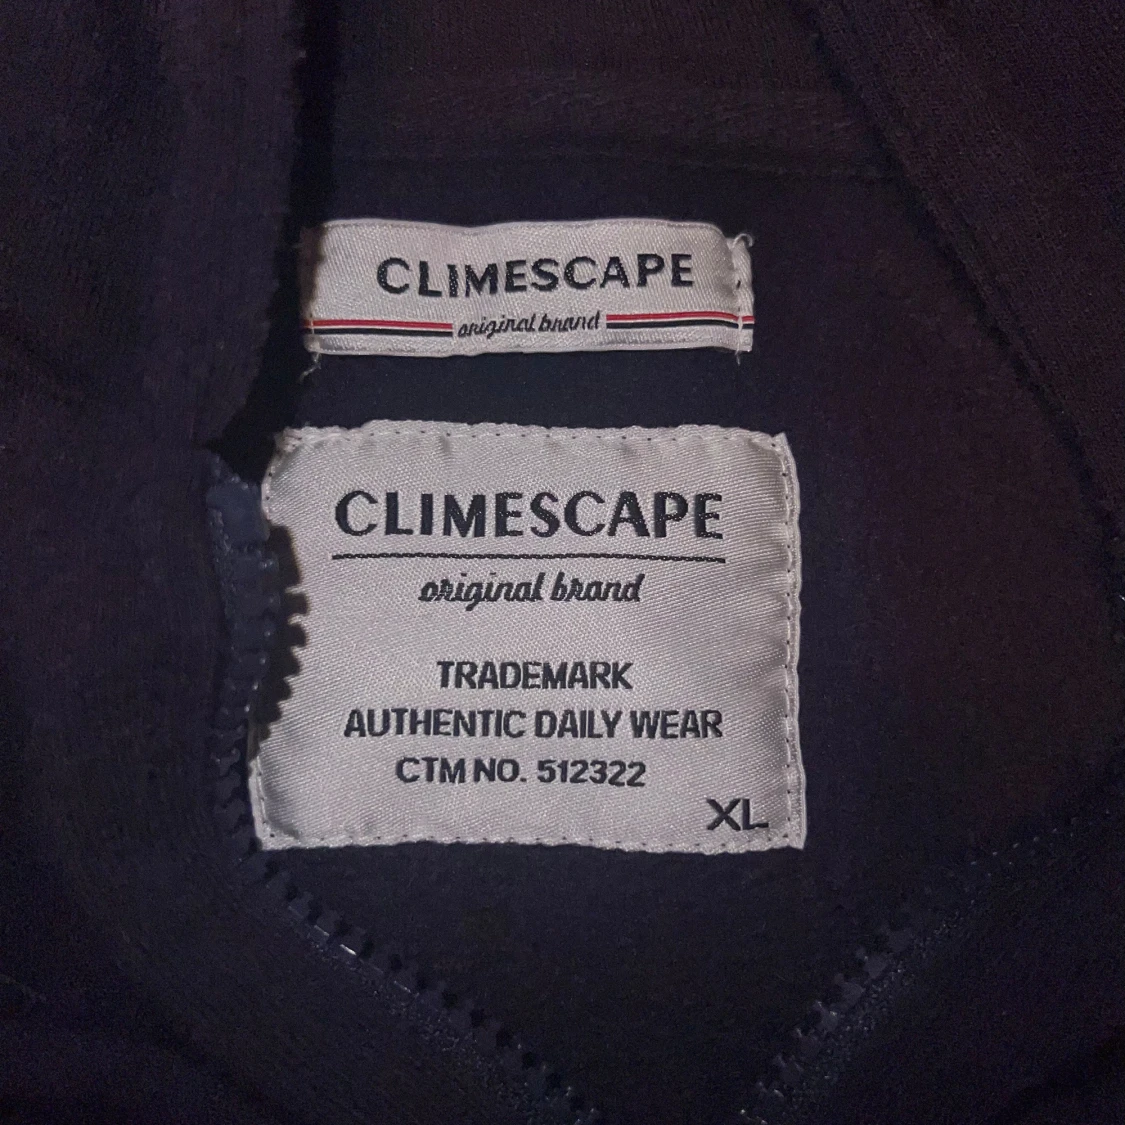 CLIMESCAPE
original brand
CLIMESCAPE
original brand
TRADEMARK
AUTHENTIC DAILY WEAR
CTM NO. 512322
XL